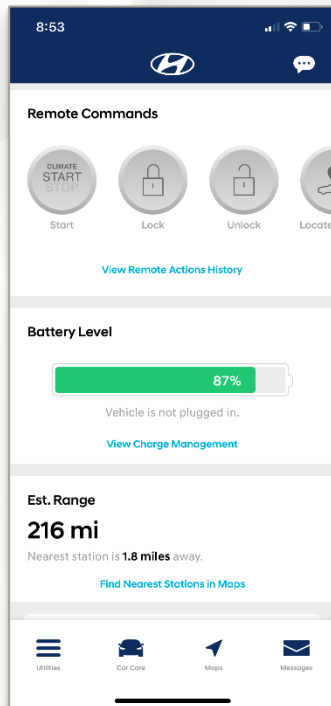 8:53
Remote Commands
CLIMATE
START
STOP
Start
Lock
Unlock
Locate
View Remote Actions History
Battery Level
87%
Vehicle is not plugged in.
View Charge Management
Est. Range
216 mi
Nearest station is 1.8 miles away.
Find Nearest Stations in Maps
Utilities
Car Care
Maps
Messages